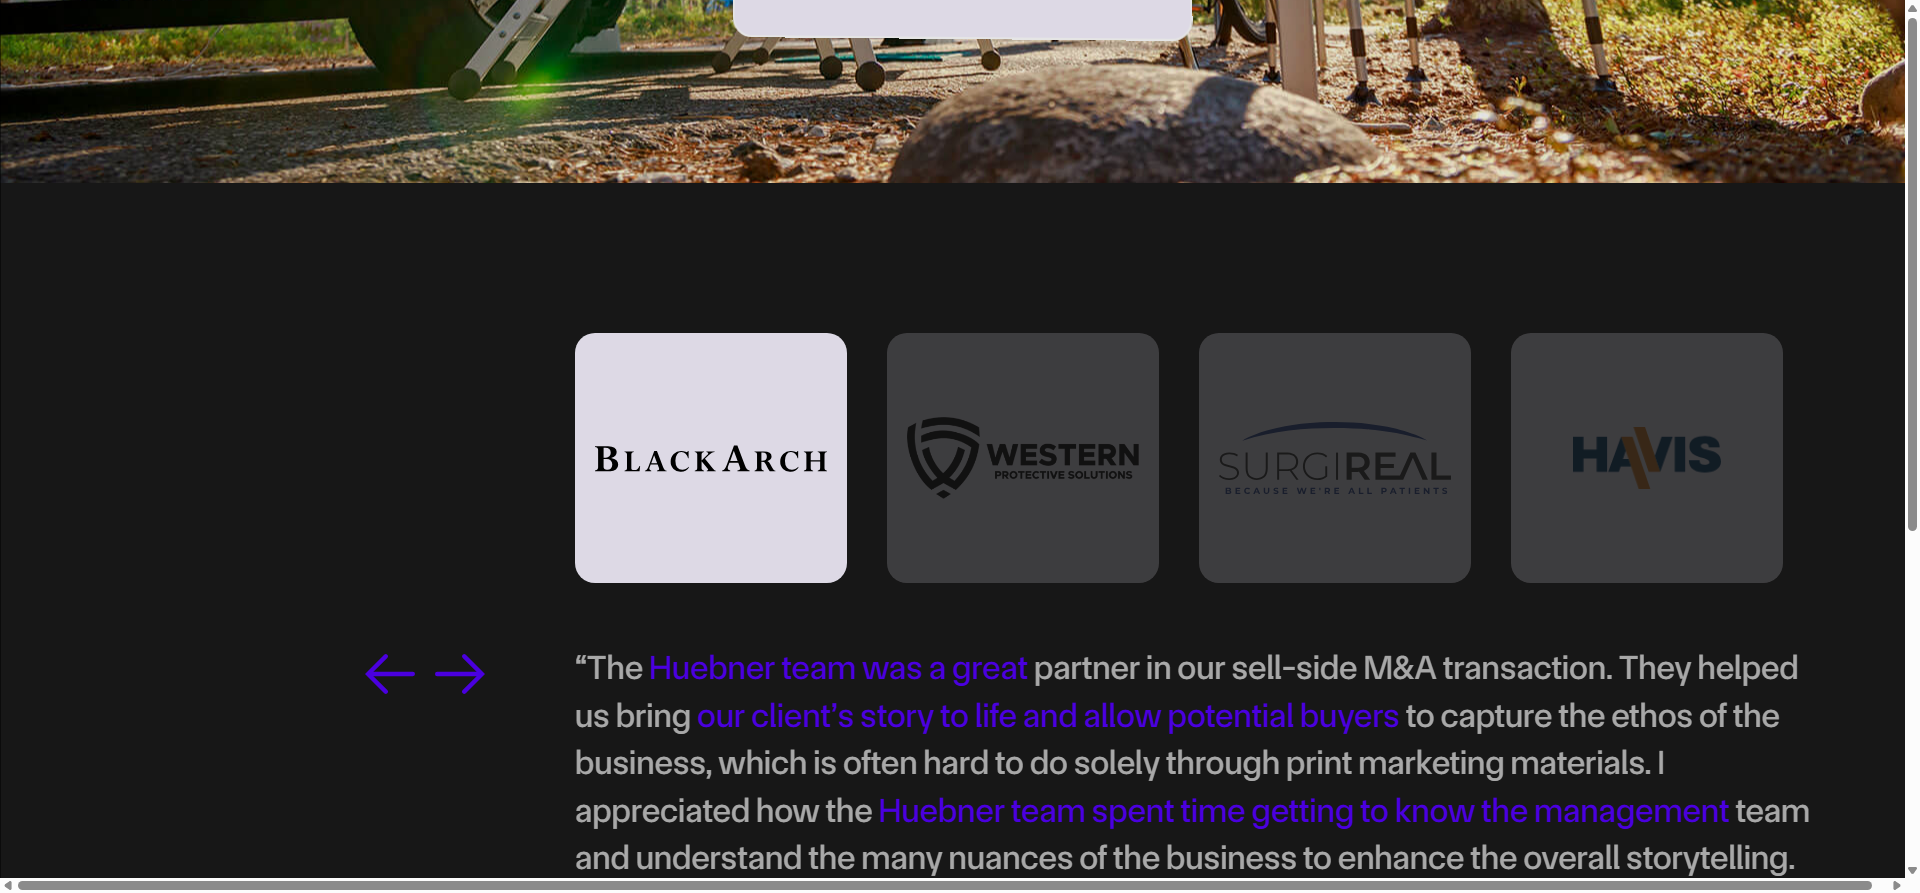 BLACKARCH
WESTERN
PROTECTIVE SOLUTIONS
SURGIREAL
BECAUSE WE'RE ALL PATIENTS
HAVIS
“The Huebner team was a great partner in our sell-side M&A transaction. They helped
us bring our client’s story to life and allow potential buyers to capture the ethos of the
business, which is often hard to do solely through print marketing materials. I
appreciated how the Huebner team spent time getting to know the management team
and understand the many nuances of the business to enhance the overall storytelling.